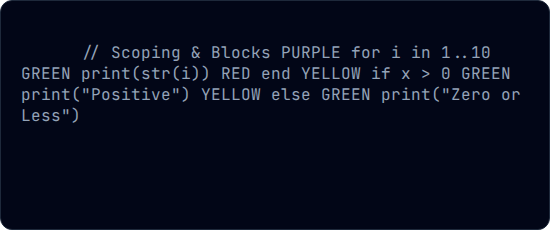 // Scoping & Blocks PURPLE for i in 1..10
GREEN print(str(i)) RED end YELLOW if x > 0 GREEN
print("Positive") YELLOW else GREEN print("Zero or
Less")